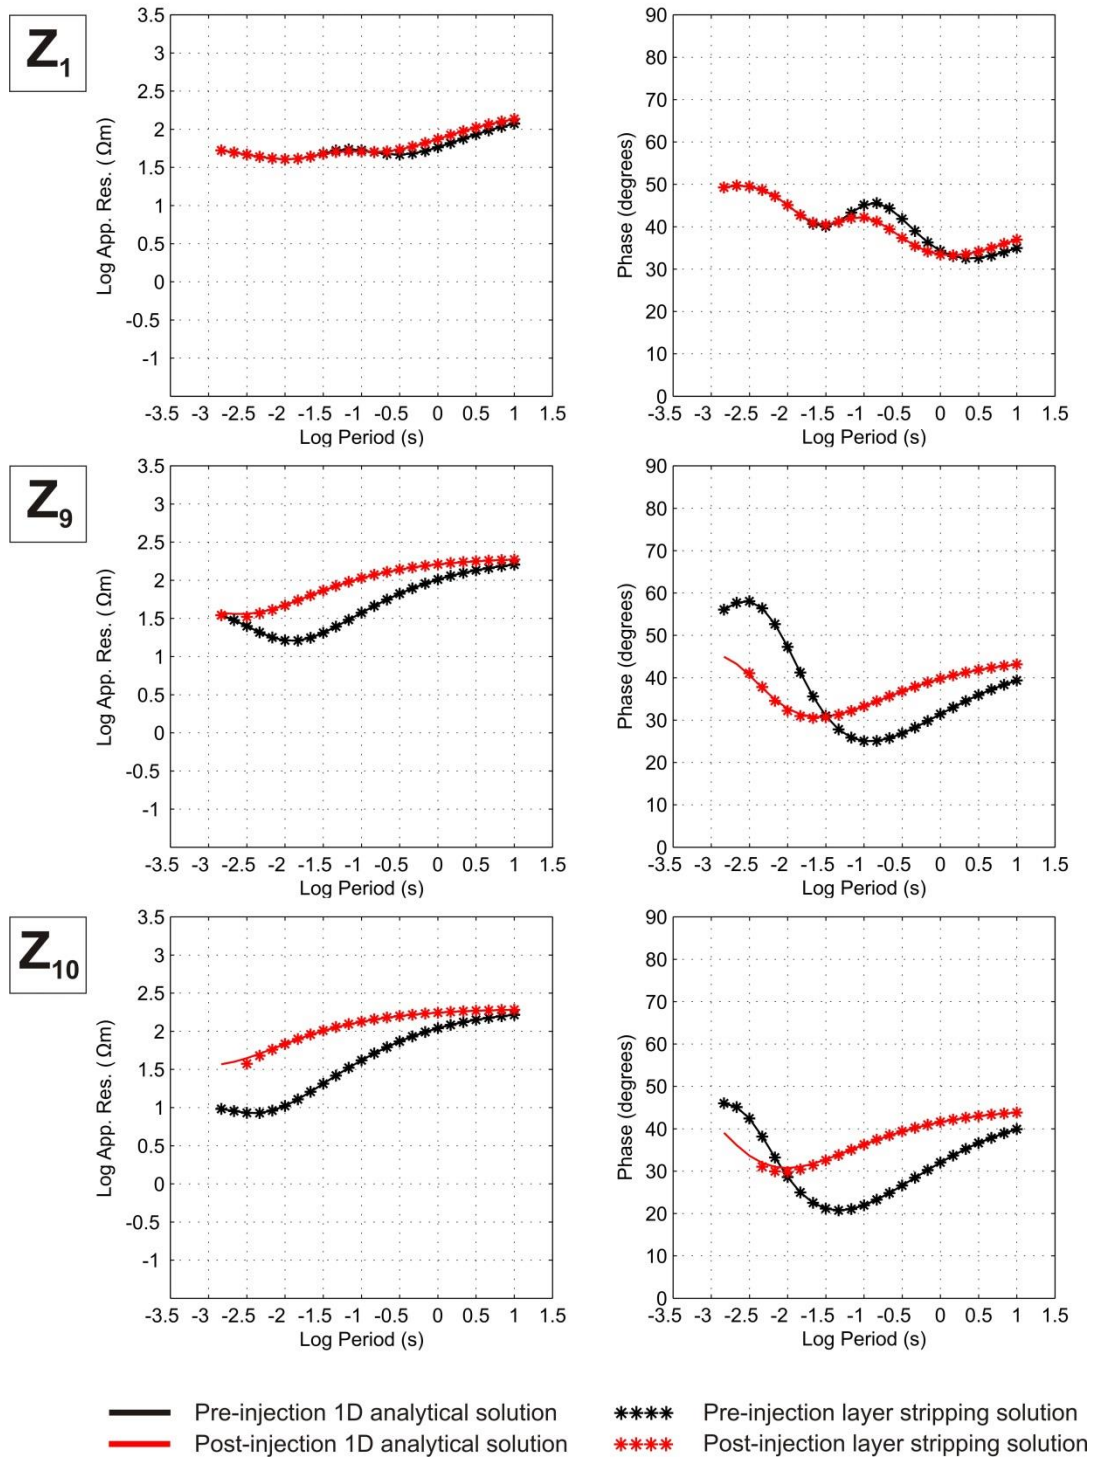 Z1
Log App. Res. ( Ωm)
3.5
3
2.5
2
1.5
1
0.5
0
-0.5
-1
-3.5 -3 -2.5 -2 -1.5 -1 -0.5 0 0.5 1 1.5
Log Period (s)
Phase (degrees)
90
80
70
60
50
40
30
20
10
0
-3.5 -3 -2.5 -2 -1.5 -1 -0.5 0 0.5 1 1.5
Log Period (s)
Z9
Log App. Res. ( Ωm)
3.5
3
2.5
2
1.5
1
0.5
0
-0.5
-1
-3.5 -3 -2.5 -2 -1.5 -1 -0.5 0 0.5 1 1.5
Log Period (s)
Phase (degrees)
90
80
70
60
50
40
30
20
10
0
-3.5 -3 -2.5 -2 -1.5 -1 -0.5 0 0.5 1 1.5
Log Period (s)
Z10
Log App. Res. ( Ωm)
3.5
3
2.5
2
1.5
1
0.5
0
-0.5
-1
-3.5 -3 -2.5 -2 -1.5 -1 -0.5 0 0.5 1 1.5
Log Period (s)
Phase (degrees)
90
80
70
60
50
40
30
20
10
0
-3.5 -3 -2.5 -2 -1.5 -1 -0.5 0 0.5 1 1.5
Log Period (s)
Pre-injection 1D analytical solution
Pre-injection layer stripping solution
Post-injection 1D analytical solution
Post-injection layer stripping solution